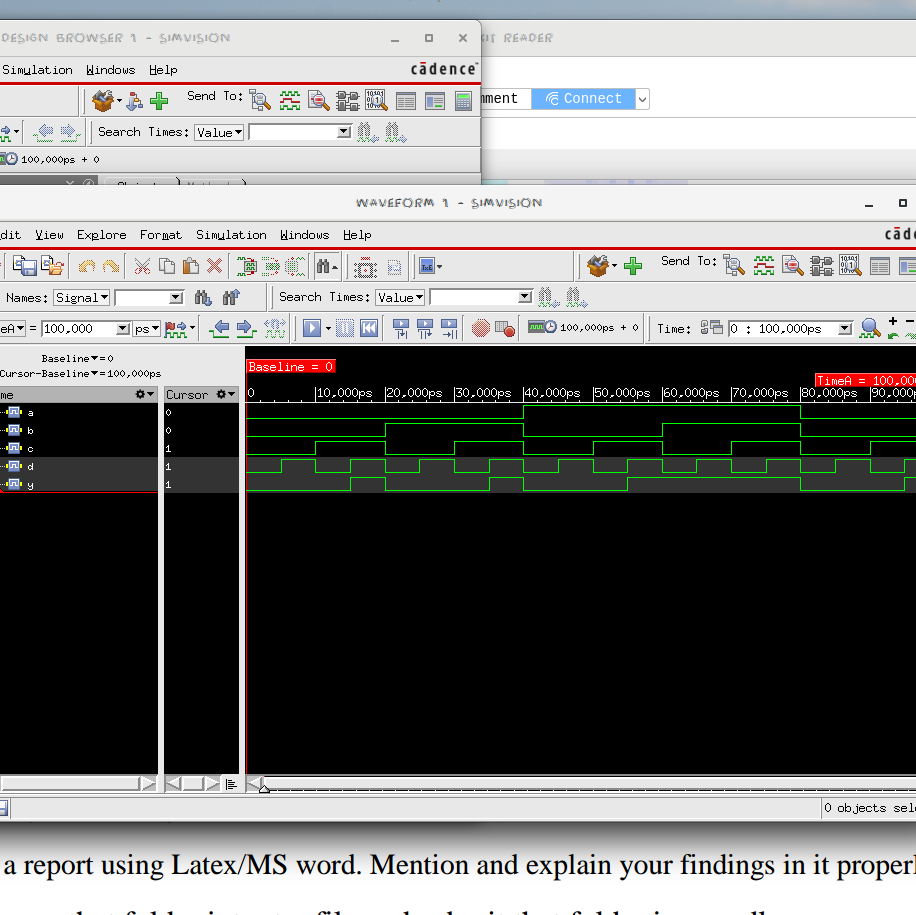 DESIGN BROWSER 1 - SIMVISION
KIT READER
Simulation Windows Help
cādence
Send To:
mment
Connect
Search Times: Value
100,000ps + 0
WAVEFORM 1 - SIMVISION
dit View Explore Format Simulation Windows Help
cāde
Send To:
Names: Signal
Search Times: Value
eA = 100,000 ps
100,000ps + 0
Time: 0 : 100,000ps
Baseline = 0
Cursor-Baseline = 100,000ps
Baseline = 0
TimeA = 100,00
me
Cursor
0 10,000ps 20,000ps 30,000ps 40,000ps 50,000ps 60,000ps 70,000ps 80,000ps 90,000p
a 0
b 0
c 1
d 1
y 1
0 objects sele
a report using Latex/MS word. Mention and explain your findings in it properl